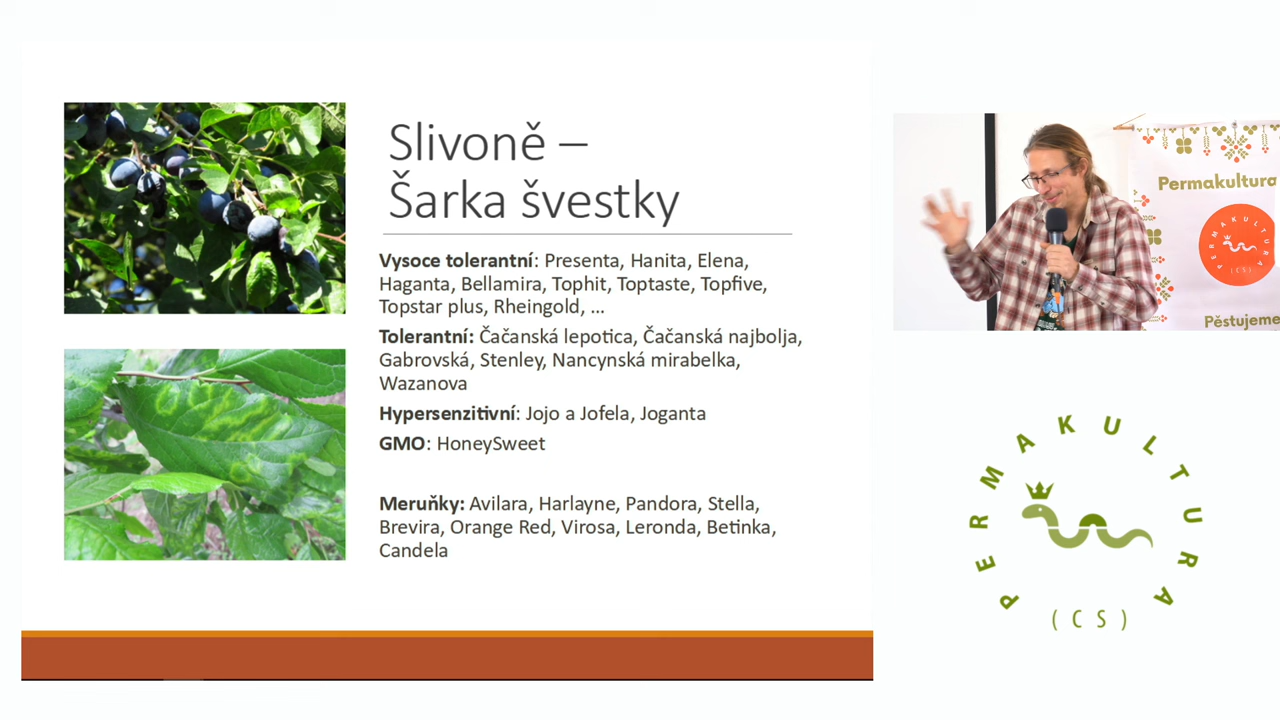 Slivoně –
Šarka švestky
Vysoce tolerantní: Presenta, Hanita, Elena,
Haganta, Bellamira, Tophit, Toptaste, Topfive,
Topstar plus, Rheingold, ...
Tolerantní: Čačanská lepotica, Čačanská najbolja,
Gabrovská, Stenley, Nancynská mirabelka,
Wazanova
Hypersenzitivní: Jojo a Jofela, Joganta
GMO: HoneySweet
Meruňky: Avilara, Harlayne, Pandora, Stella,
Brevira, Orange Red, Virosa, Leronda, Betinka,
Candela
Permakultura
PERMAKULTURA
(CS)
Pěstujeme
PERMAKULTURA
(CS)